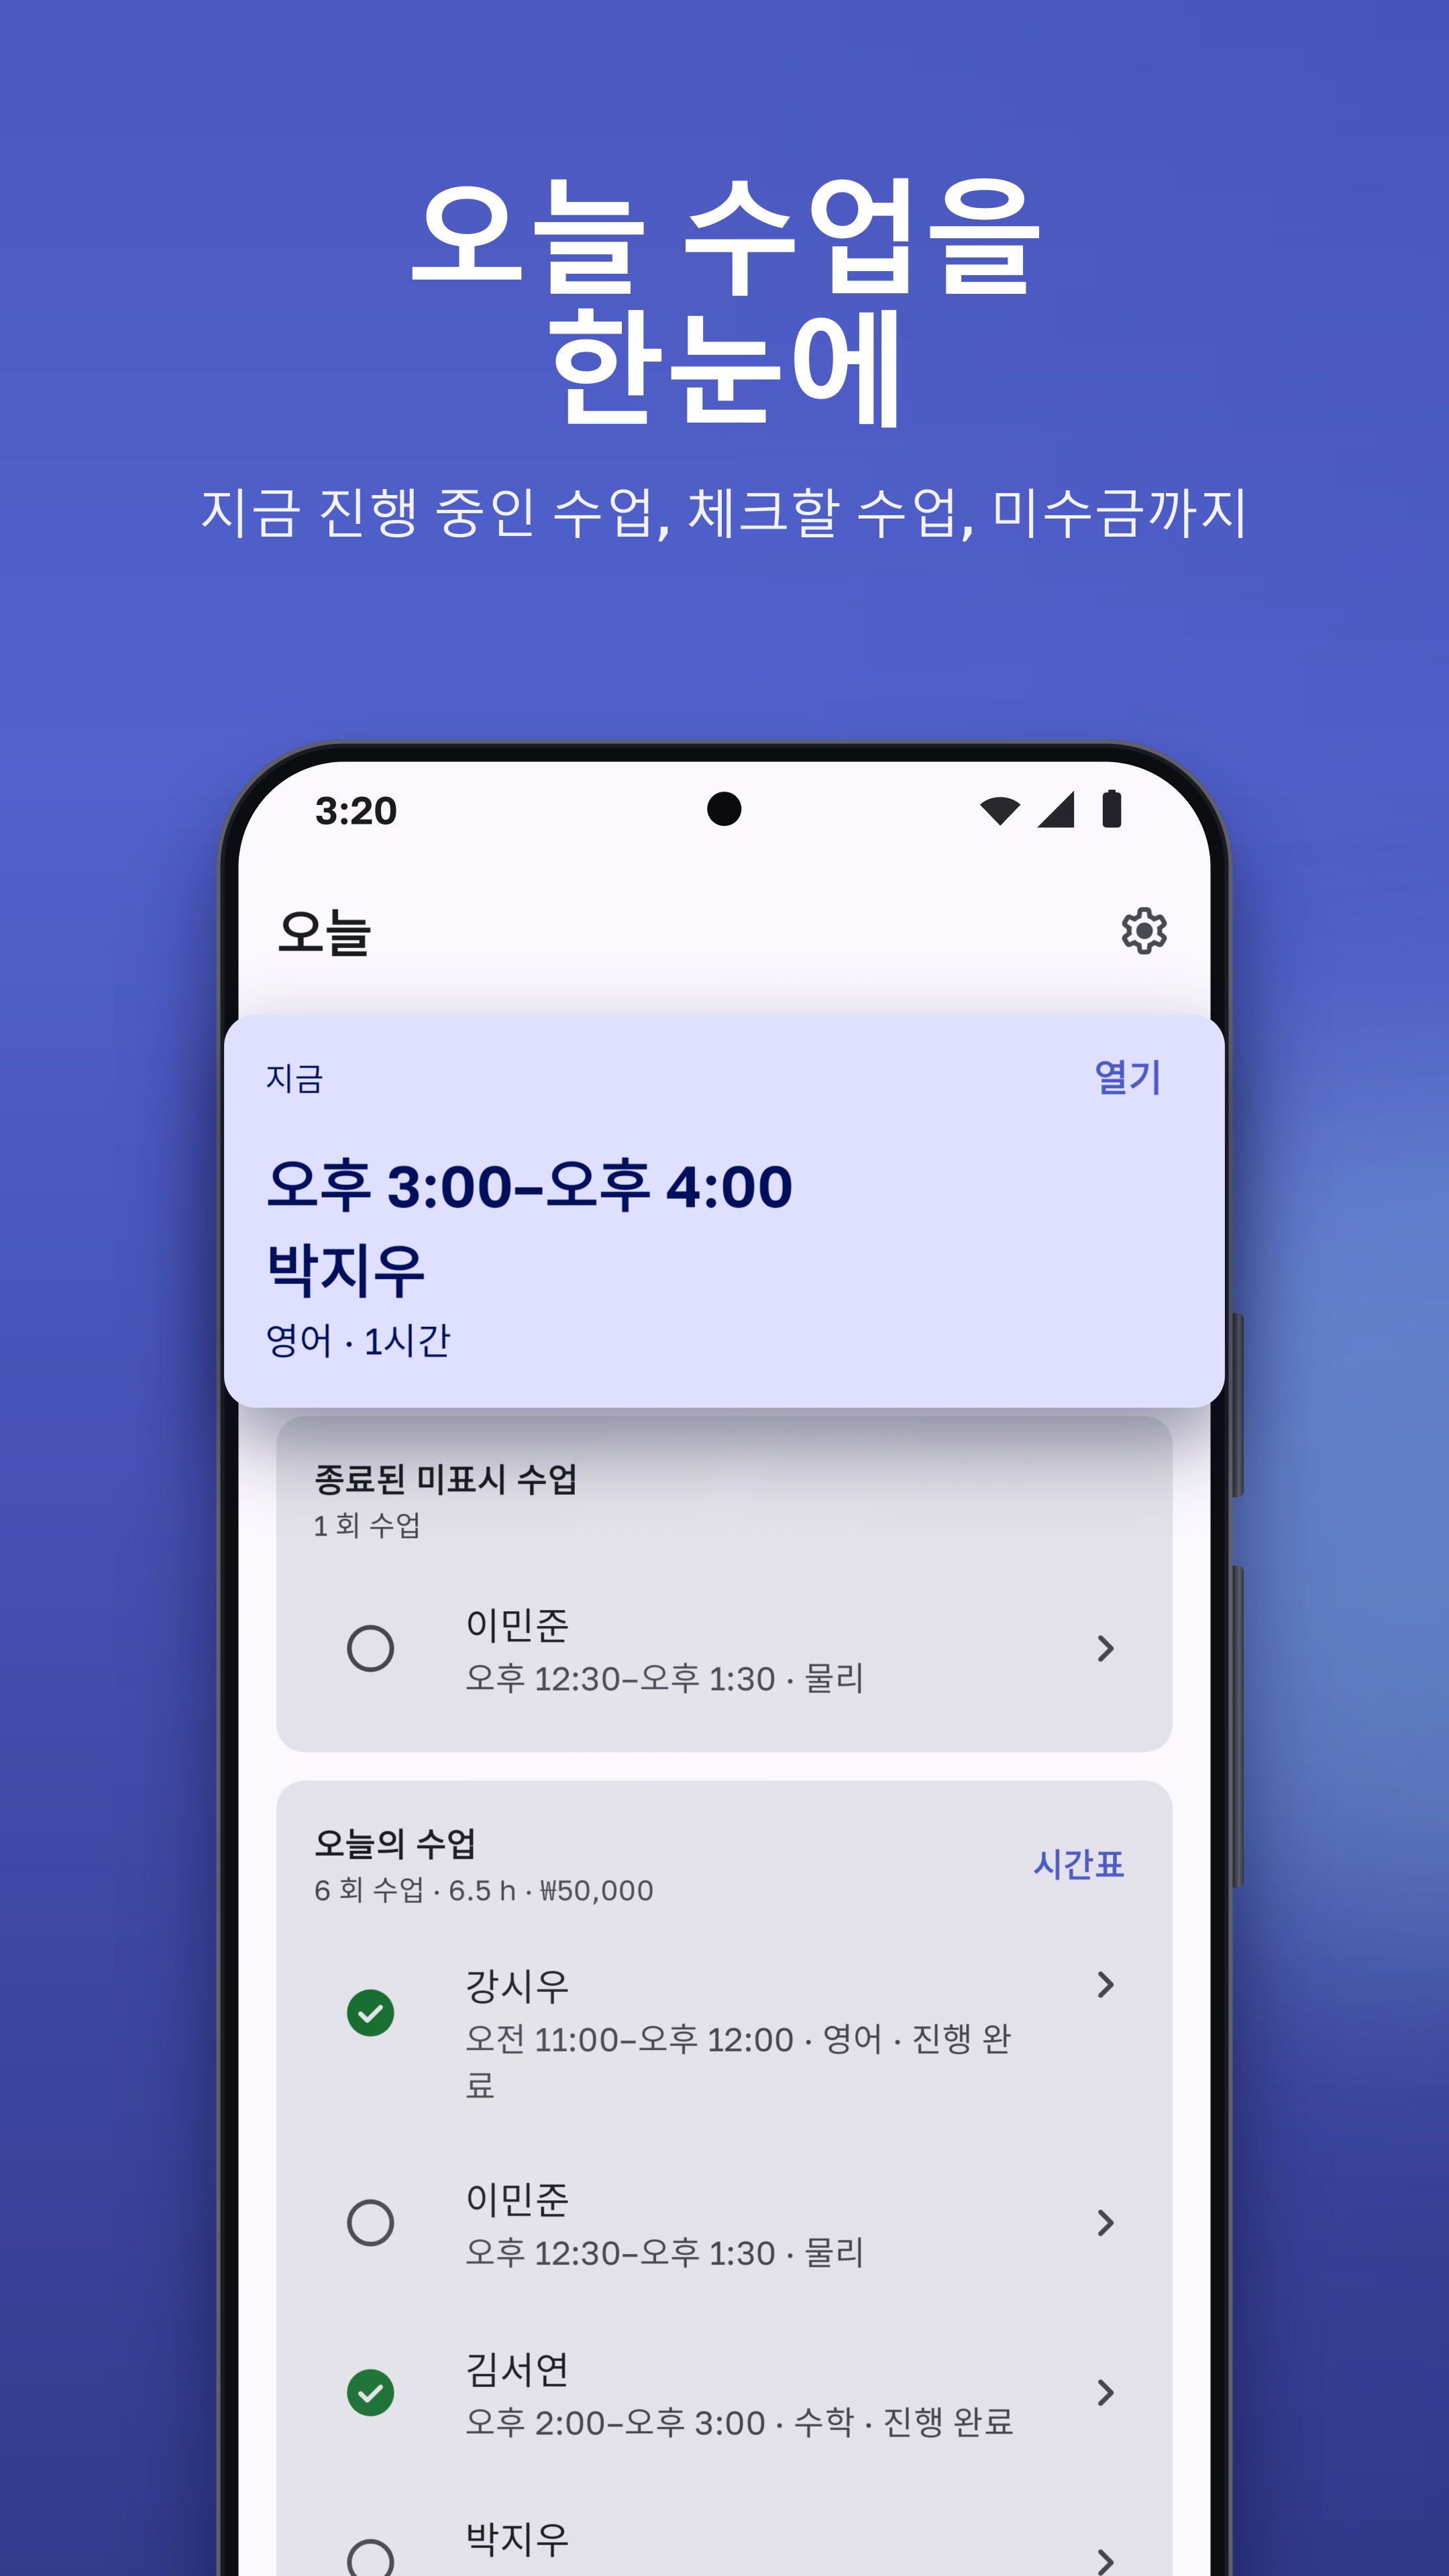 오늘 수업을
한눈에
지금 진행 중인 수업, 체크할 수업, 미수금까지
3:20
오늘
지금
열기
오후 3:00–오후 4:00
박지우
영어 · 1시간
종료된 미표시 수업
1 회 수업
이민준
오후 12:30–오후 1:30 · 물리
오늘의 수업
6 회 수업 · 6.5 h · ₩50,000
시간표
강시우
오전 11:00–오후 12:00 · 영어 · 진행 완
료
이민준
오후 12:30–오후 1:30 · 물리
김서연
오후 2:00–오후 3:00 · 수학 · 진행 완료
박지우